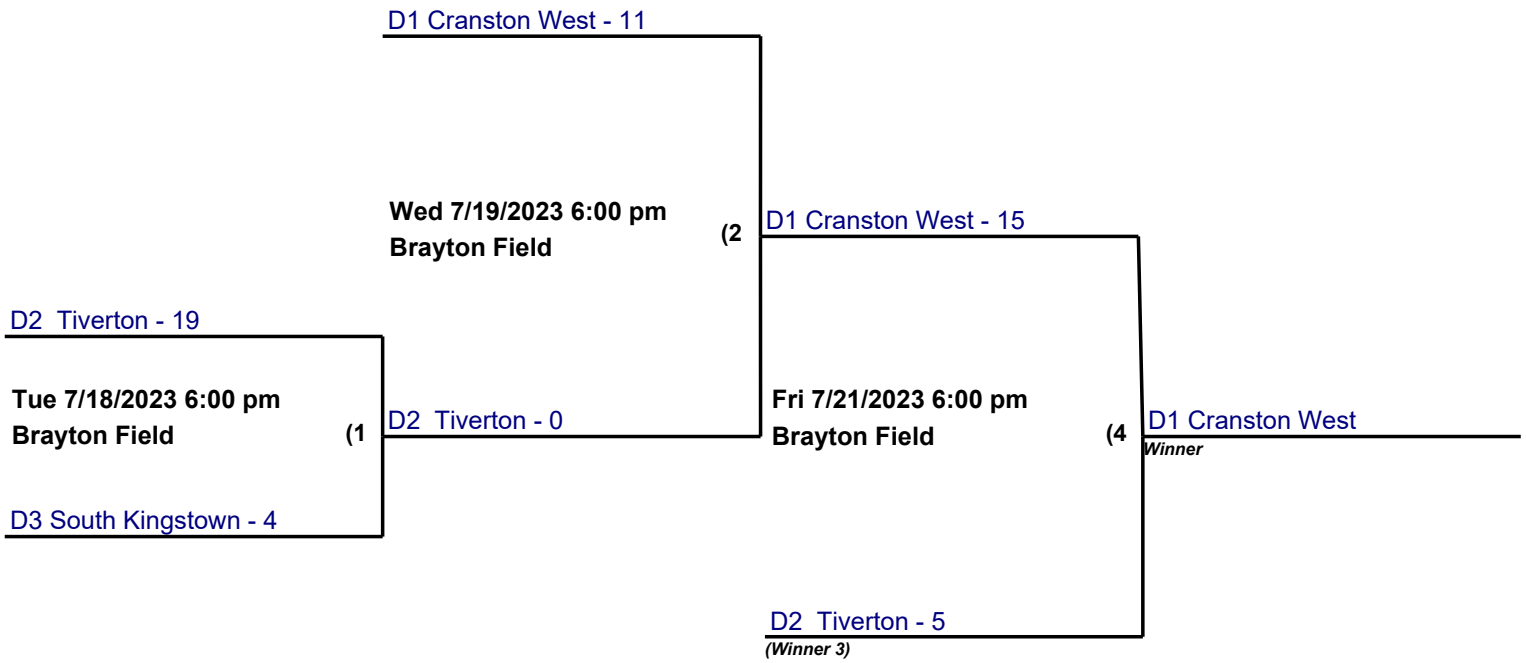 D1 Cranston West - 11
Wed 7/19/2023 6:00 pm
Brayton Field
(2
D1 Cranston West - 15
D2  Tiverton - 19
Tue 7/18/2023 6:00 pm
Brayton Field
(1
D2  Tiverton - 0
Fri 7/21/2023 6:00 pm
Brayton Field
(4
D1 Cranston West
Winner
D3 South Kingstown - 4
D2  Tiverton - 5
(Winner 3)